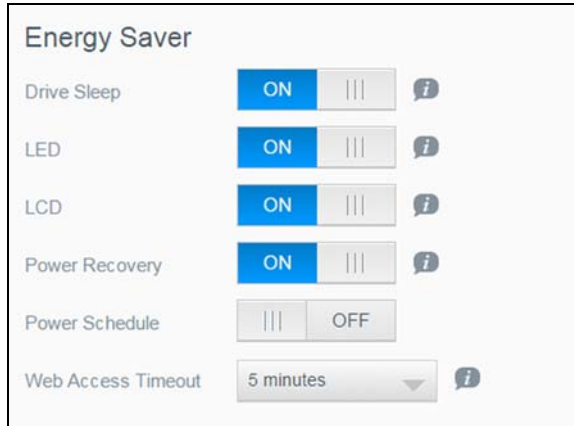 Energy Saver
Drive Sleep ON
LED ON
LCD ON
Power Recovery ON
Power Schedule OFF
Web Access Timeout 5 minutes